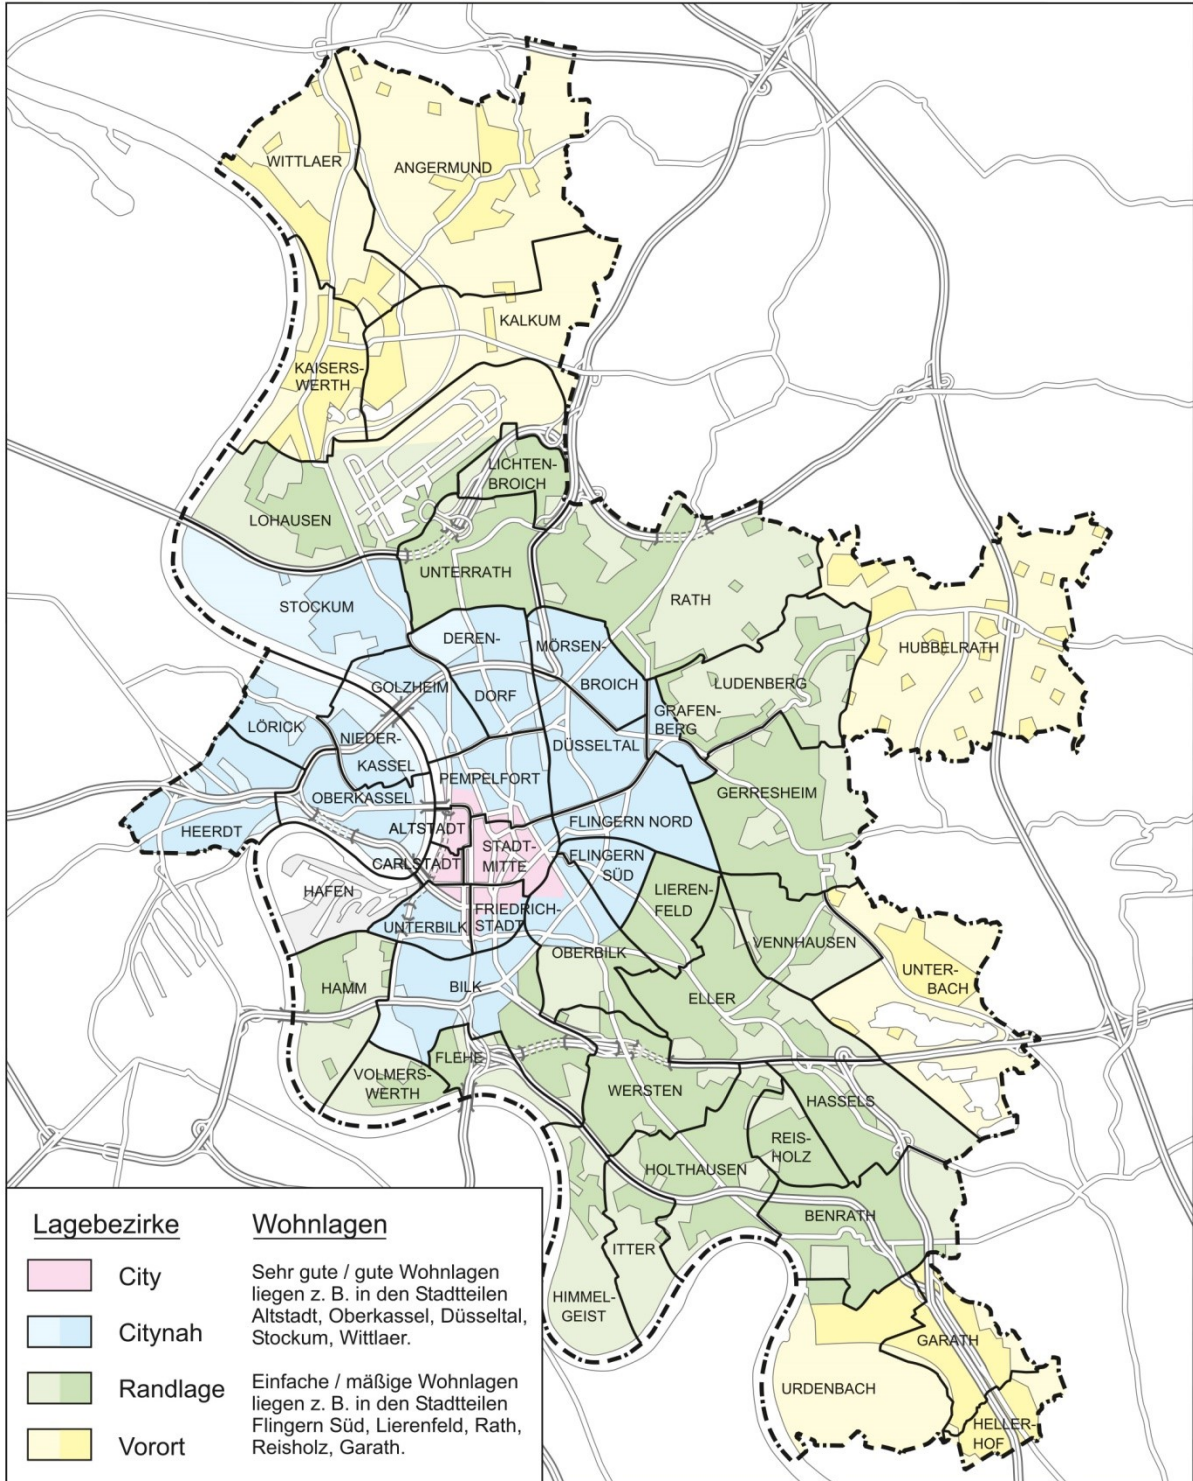 WITTLAER
ANGERMUND
KALKUM
KAISERS-
WERTH
LICHTEN-
BROICH
LOHAUSEN
UNTERRATH
RATH
STOCKUM
DEREN-
DORF
MÖRSEN-
BROICH
HUBBELRATH
LUDENBERG
GOLZHEIM
GRAFEN-
BERG
LÖRICK
NIEDER-
KASSEL
DÜSSELTAL
PEMPELFORT
OBERKASSEL
GERRESHEIM
HEERDT
ALTSTADT
FLINGERN NORD
STADT-
MITTE
FLINGERN
SÜD
CARLSTADT
HAFEN
LIEREN-
FELD
FRIEDRICH-
STADT
UNTERBILK
VENNHAUSEN
OBERBILK
UNTER-
BACH
HAMM
BILK
ELLER
FLEHE
VOLMERS-
WERTH
WERSTEN
HASSELS
REIS-
HOLZ
HOLTHAUSEN
BENRATH
ITTER
HIMMEL-
GEIST
GARATH
URDENBACH
HELLER-
HOF
Lagebezirke
City
Citynah
Randlage
Vorort
Wohnlagen
Sehr gute / gute Wohnlagen
liegen z. B. in den Stadtteilen
Altstadt, Oberkassel, Düsseltal,
Stockum, Wittlaer.
Einfache / mäßige Wohnlagen
liegen z. B. in den Stadtteilen
Flingern Süd, Lierenfeld, Rath,
Reisholz, Garath.